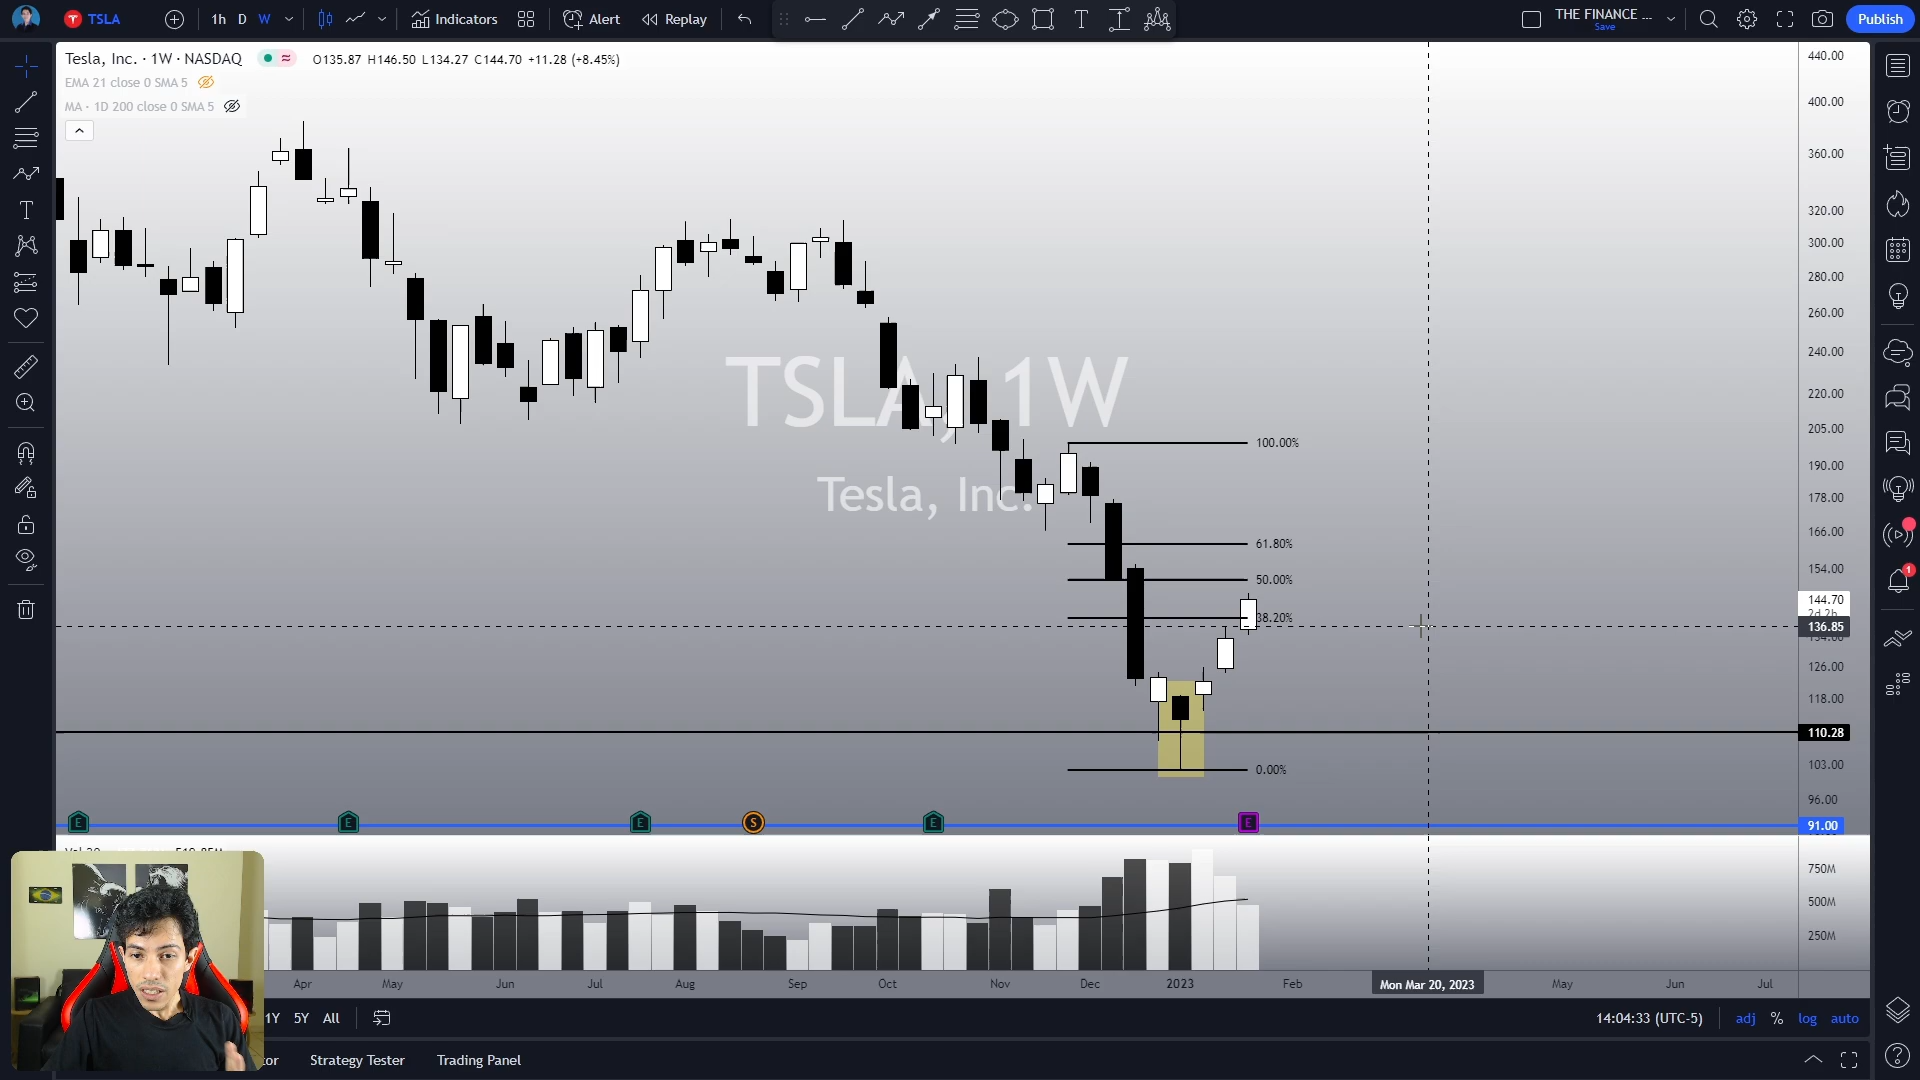 TSLA
1h D W
Indicators
Alert
Replay
THE FINANCE ...
Save
Publish
Tesla, Inc. · 1W · NASDAQ
O135.87 H146.50 L134.27 C144.70 +11.28 (+8.45%)
EMA 21 close 0 SMA 5
MA · 1D 200 close 0 SMA 5
TSLA, 1W
Tesla, Inc.
100.00%
61.80%
50.00%
38.20%
0.00%
440.00
400.00
360.00
320.00
300.00
280.00
260.00
240.00
220.00
205.00
190.00
178.00
166.00
154.00
144.70
2d 2h
136.85
134.00
126.00
118.00
110.28
103.00
96.00
91.00
E E E S E E
750M
500M
250M
Apr May Jun Jul Aug Sep Oct Nov Dec 2023 Feb Mon Mar 20, 2023 May Jun Jul
1Y 5Y All
14:04:33 (UTC-5)
adj % log auto
tor Strategy Tester Trading Panel
1